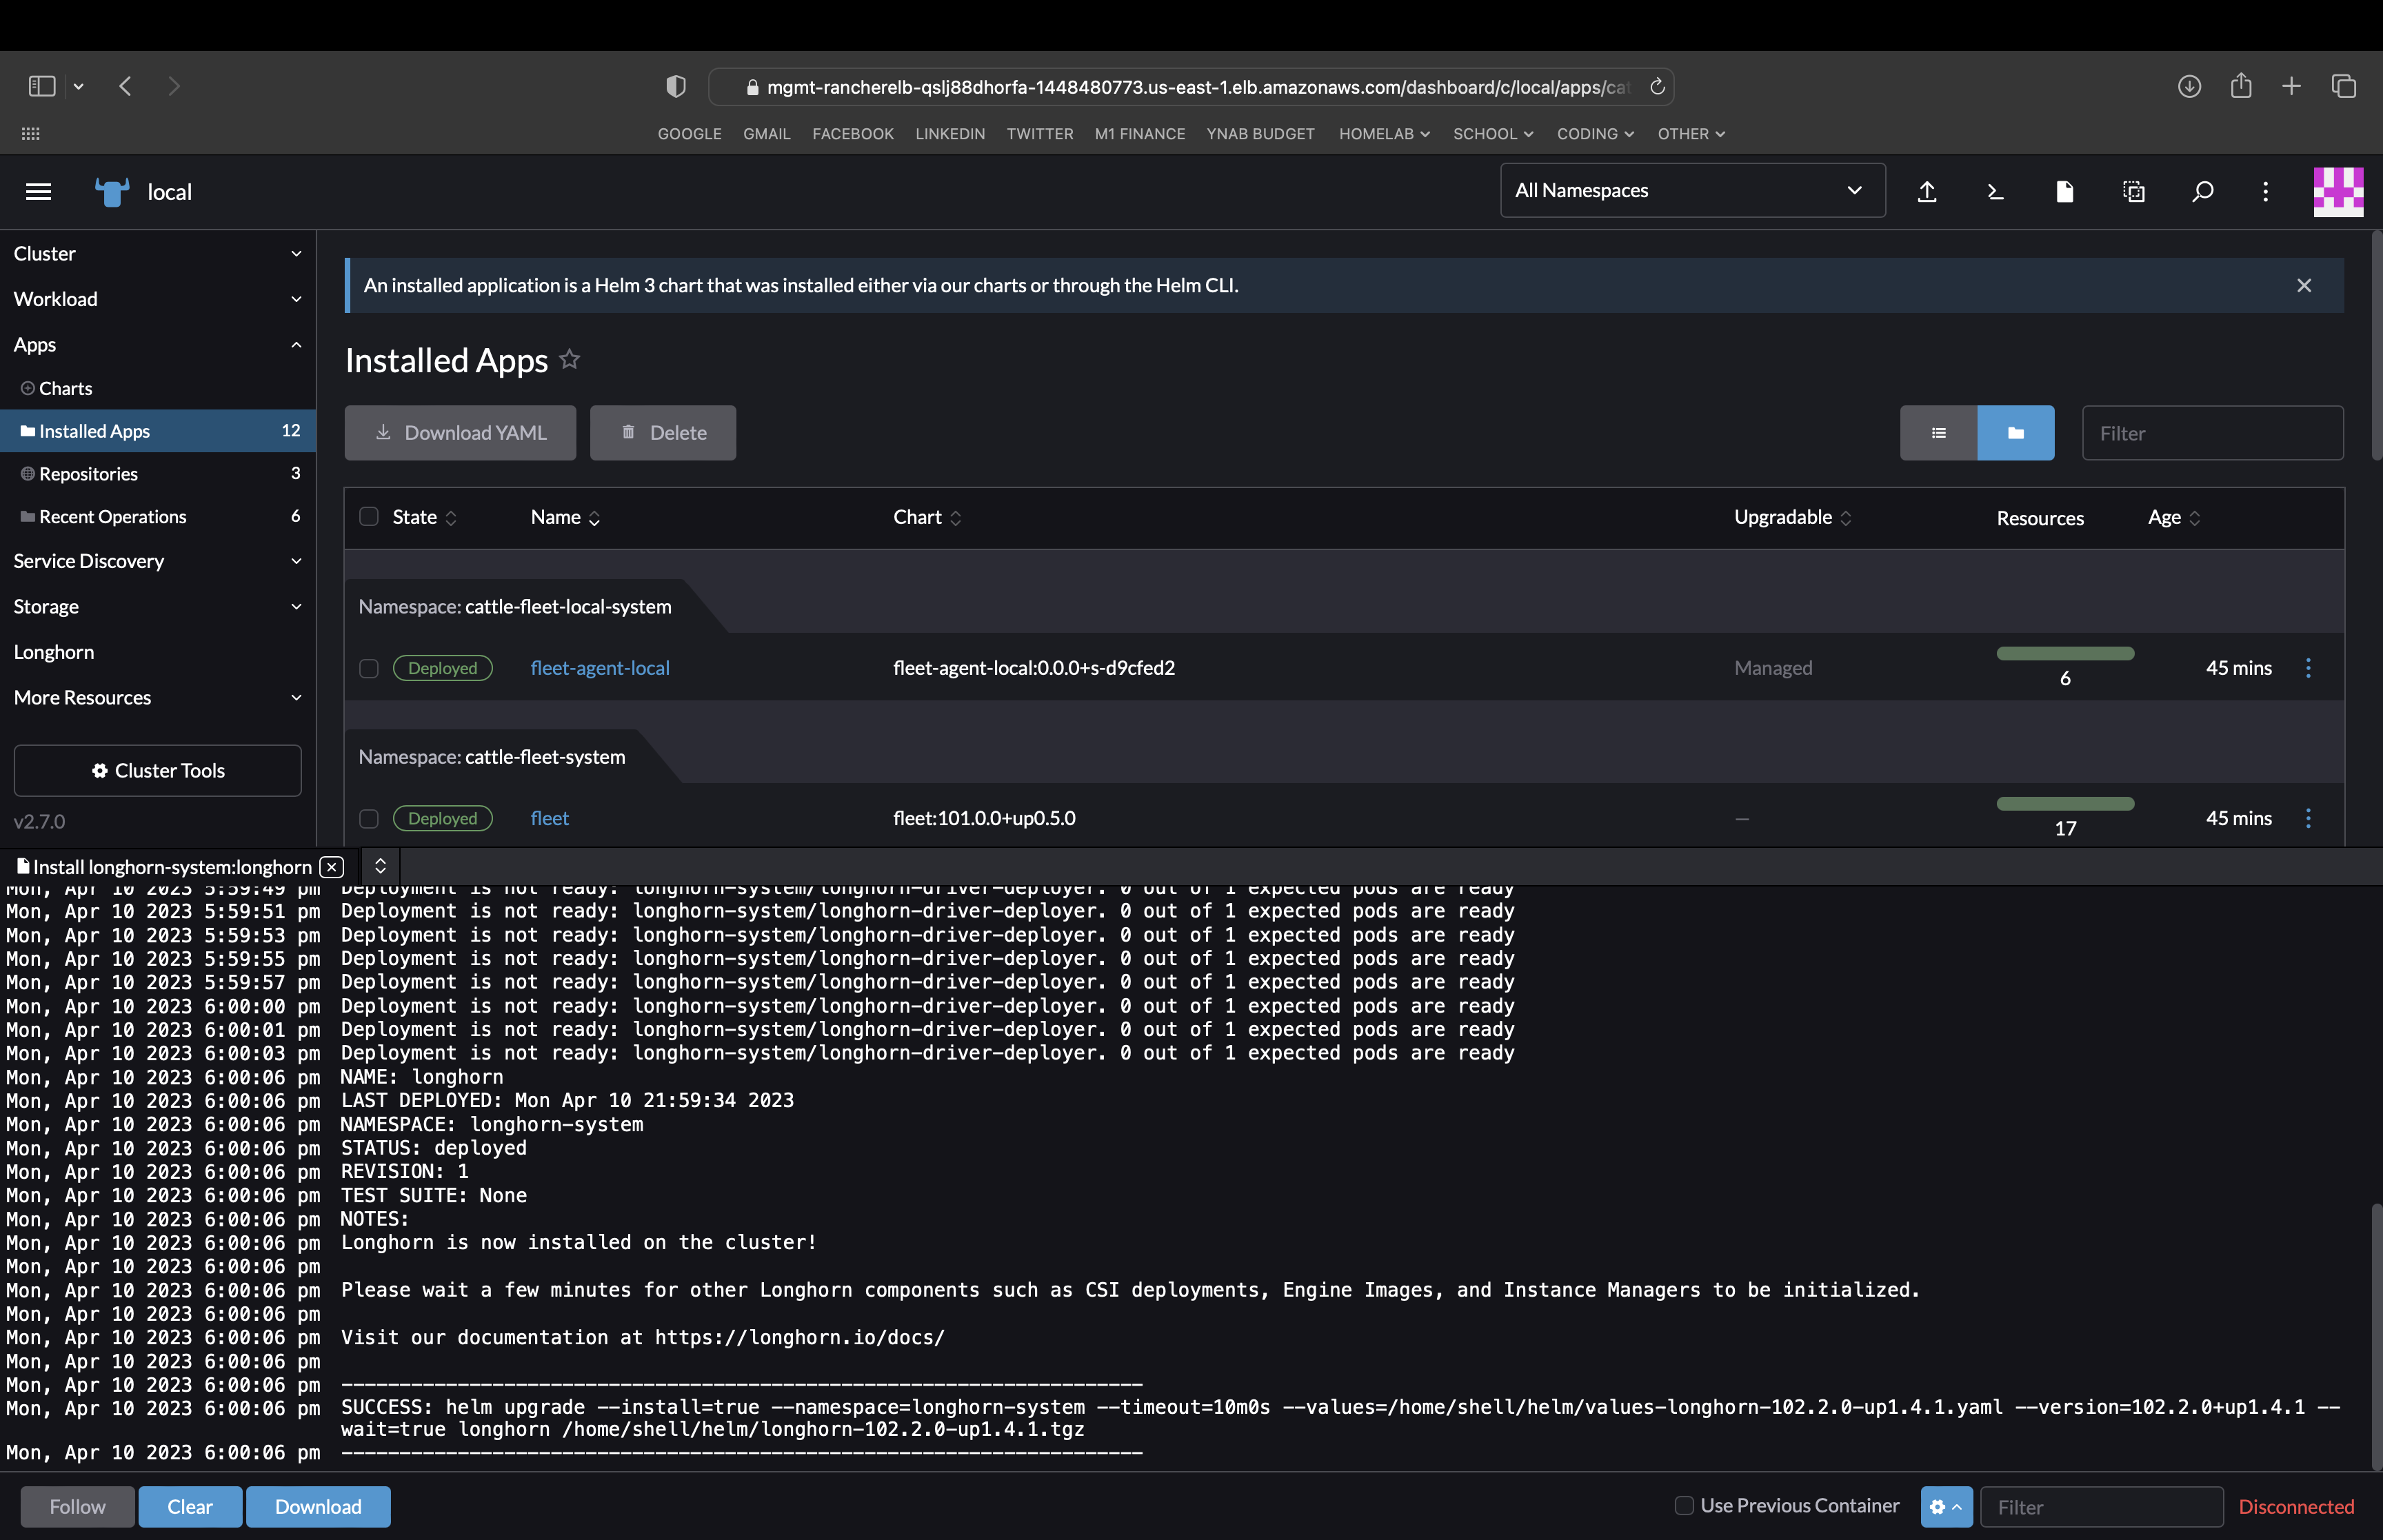 mgmt-rancherelb-qslj88dhorfa-1448480773.us-east-1.elb.amazonaws.com/dashboard/c/local/apps/cat
GOOGLE GMAIL FACEBOOK LINKEDIN TWITTER M1 FINANCE YNAB BUDGET HOMELAB SCHOOL CODING OTHER
local
All Namespaces
Cluster
Workload
Apps
Charts
Installed Apps 12
Repositories 3
Recent Operations 6
Service Discovery
Storage
Longhorn
More Resources
Cluster Tools
v2.7.0
An installed application is a Helm 3 chart that was installed either via our charts or through the Helm CLI.
Installed Apps
Download YAML Delete Filter
State Name Chart Upgradable Resources Age
Namespace: cattle-fleet-local-system
Deployed fleet-agent-local fleet-agent-local:0.0.0+s-d9cfed2 Managed 6 45 mins
Namespace: cattle-fleet-system
Deployed fleet fleet:101.0.0+up0.5.0 — 17 45 mins
Install longhorn-system:longhorn
Mon, Apr 10 2023 5:59:49 pm Deployment is not ready: longhorn-system/longhorn-driver-deployer. 0 out of 1 expected pods are ready
Mon, Apr 10 2023 5:59:51 pm Deployment is not ready: longhorn-system/longhorn-driver-deployer. 0 out of 1 expected pods are ready
Mon, Apr 10 2023 5:59:53 pm Deployment is not ready: longhorn-system/longhorn-driver-deployer. 0 out of 1 expected pods are ready
Mon, Apr 10 2023 5:59:55 pm Deployment is not ready: longhorn-system/longhorn-driver-deployer. 0 out of 1 expected pods are ready
Mon, Apr 10 2023 5:59:57 pm Deployment is not ready: longhorn-system/longhorn-driver-deployer. 0 out of 1 expected pods are ready
Mon, Apr 10 2023 6:00:00 pm Deployment is not ready: longhorn-system/longhorn-driver-deployer. 0 out of 1 expected pods are ready
Mon, Apr 10 2023 6:00:01 pm Deployment is not ready: longhorn-system/longhorn-driver-deployer. 0 out of 1 expected pods are ready
Mon, Apr 10 2023 6:00:03 pm Deployment is not ready: longhorn-system/longhorn-driver-deployer. 0 out of 1 expected pods are ready
Mon, Apr 10 2023 6:00:06 pm NAME: longhorn
Mon, Apr 10 2023 6:00:06 pm LAST DEPLOYED: Mon Apr 10 21:59:34 2023
Mon, Apr 10 2023 6:00:06 pm NAMESPACE: longhorn-system
Mon, Apr 10 2023 6:00:06 pm STATUS: deployed
Mon, Apr 10 2023 6:00:06 pm REVISION: 1
Mon, Apr 10 2023 6:00:06 pm TEST SUITE: None
Mon, Apr 10 2023 6:00:06 pm NOTES:
Mon, Apr 10 2023 6:00:06 pm Longhorn is now installed on the cluster!
Mon, Apr 10 2023 6:00:06 pm
Mon, Apr 10 2023 6:00:06 pm Please wait a few minutes for other Longhorn components such as CSI deployments, Engine Images, and Instance Managers to be initialized.
Mon, Apr 10 2023 6:00:06 pm
Mon, Apr 10 2023 6:00:06 pm Visit our documentation at https://longhorn.io/docs/
Mon, Apr 10 2023 6:00:06 pm
Mon, Apr 10 2023 6:00:06 pm ---------------------------------------------------------------------
Mon, Apr 10 2023 6:00:06 pm SUCCESS: helm upgrade --install=true --namespace=longhorn-system --timeout=10m0s --values=/home/shell/helm/values-longhorn-102.2.0-up1.4.1.yaml --version=102.2.0+up1.4.1 --
wait=true longhorn /home/shell/helm/longhorn-102.2.0-up1.4.1.tgz
Mon, Apr 10 2023 6:00:06 pm ---------------------------------------------------------------------
Follow Clear Download Use Previous Container Filter Disconnected